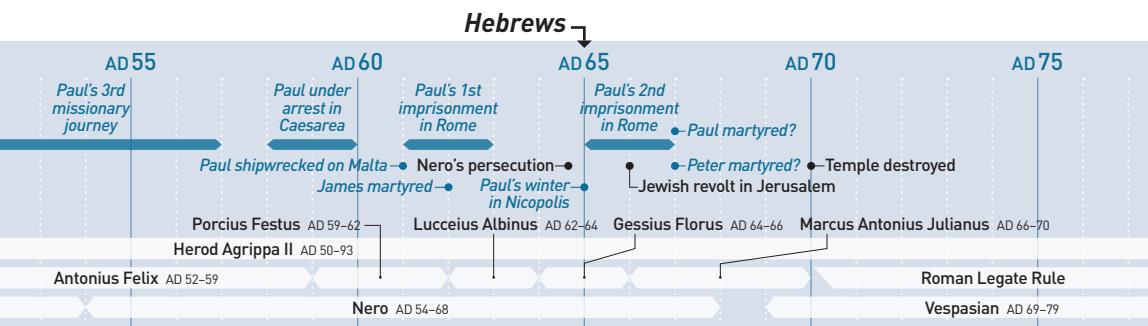 Hebrews
AD 55
AD 60
AD 65
AD 70
AD 75
Paul's 3rd
missionary
journey
Paul under
arrest in
Caesarea
Paul's 1st
imprisonment
in Rome
Paul's 2nd
imprisonment
in Rome
Paul martyred?
Paul shipwrecked on Malta
Nero's persecution
Peter martyred?
Temple destroyed
James martyred
Paul's winter
in Nicopolis
Jewish revolt in Jerusalem
Porcius Festus AD 59–62
Lucceius Albinus AD 62–64
Gessius Florus AD 64–66
Marcus Antonius Julianus AD 66–70
Herod Agrippa II AD 50–93
Antonius Felix AD 52–59
Roman Legate Rule
Nero AD 54–68
Vespasian AD 69–79